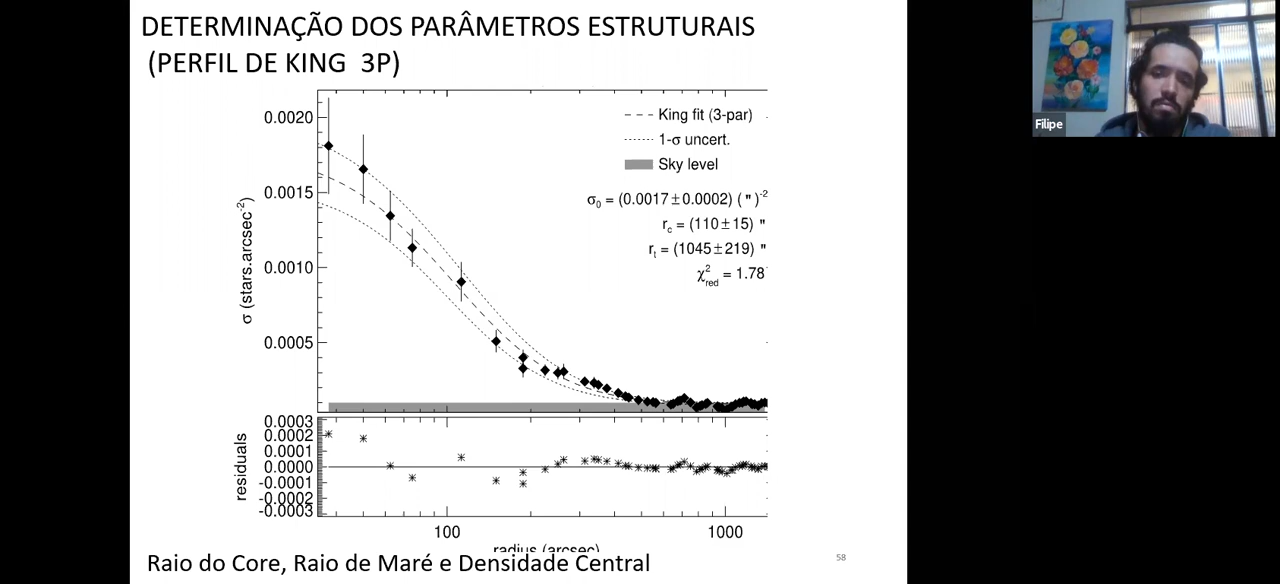 DETERMINAÇÃO DOS PARÂMETROS ESTRUTURAIS
(PERFIL DE KING 3P)
Filipe
0.0020
0.0015
0.0010
0.0005
σ (stars.arcsec⁻²)
King fit (3-par)
1-σ uncert.
Sky level
σ₀ = (0.0017±0.0002) (")⁻²
r_c = (110±15) "
r_t = (1045±219) "
χ²_red = 1.78
0.0003
0.0002
0.0001
0.0000
-0.0001
-0.0002
-0.0003
residuals
100 1000
radius (arcsec)
Raio do Core, Raio de Maré e Densidade Central
58